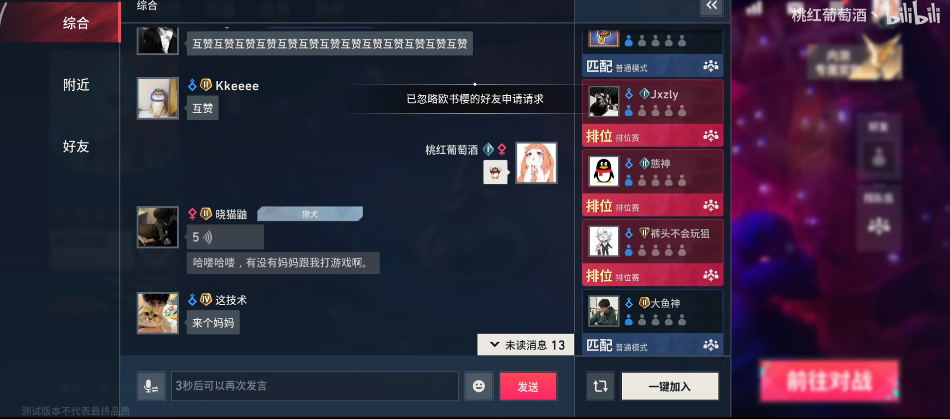 综合
附近
好友
测试版本不代表最终品质
综合
互赞互赞互赞互赞互赞互赞互赞互赞互赞互赞互赞互赞互赞
Kkeeee
互赞
已忽略欧书樱的好友申请请求
桃红葡萄酒
晓猫鼬
獴犬
5
哈喽哈喽，有没有妈妈跟我打游戏啊。
IV 这技术
来个妈妈
未读消息 13
3秒后可以再次发言
发送
匹配 普通模式
Jxzly
排位 排位赛
熊神
排位 排位赛
裤头不会玩狙
排位 排位赛
大鱼神
匹配 普通模式
一键加入
桃红葡萄酒
bilibili
好友
前往对战